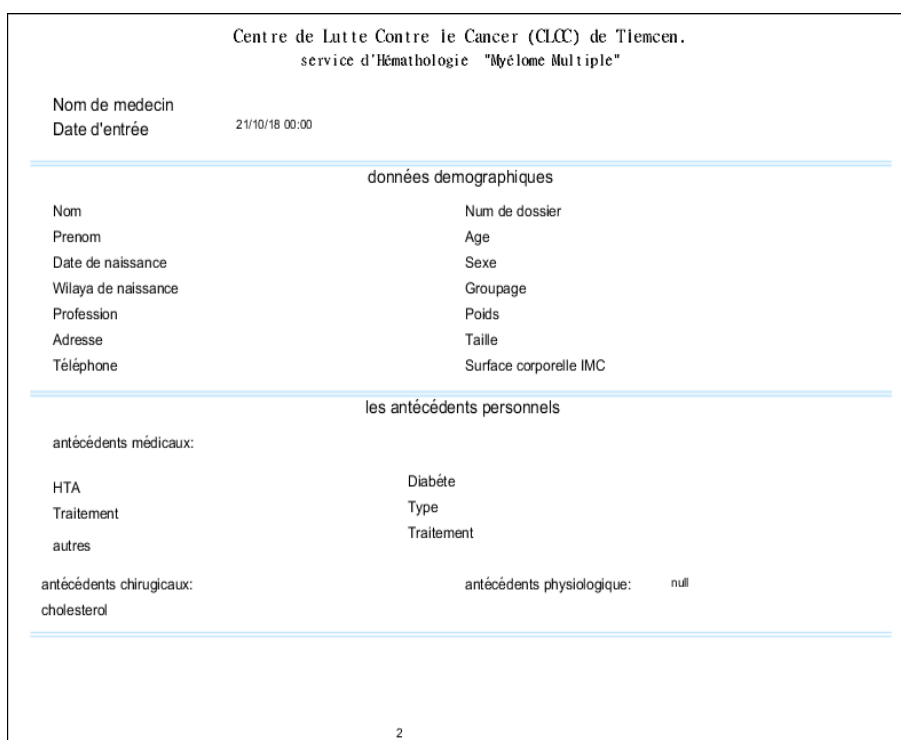 Centre de Lutte Contre le Cancer (CLCC) de Tlemcen.
service d'Hémathologie "Myélome Multiple"
Nom de medecin
Date d'entrée 21/10/18 00:00
données demographiques
Nom Num de dossier
Prenom Age
Date de naissance Sexe
Wilaya de naissance Groupage
Profession Poids
Adresse Taille
Téléphone Surface corporelle IMC
les antécédents personnels
antécédents médicaux:
HTA Diabéte
Traitement Type
autres Traitement
antécédents chirugicaux: antécédents physiologique: null
cholesterol
2